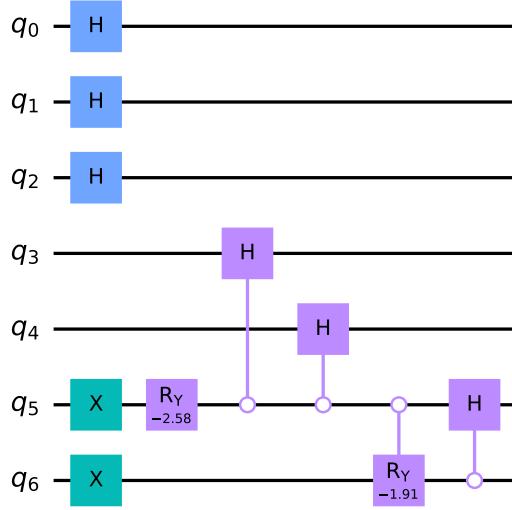 q0 H
q1 H
q2 H
q3 H
q4 H
q5 X RY −2.58 H
q6 X RY −1.91